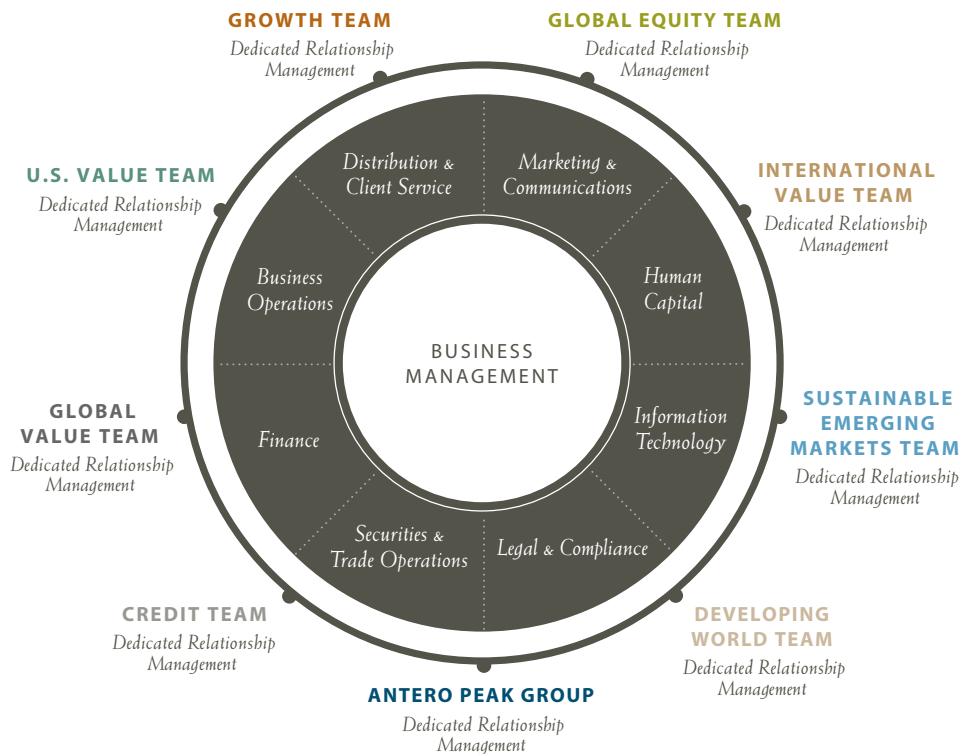 GROWTH TEAM
Dedicated Relationship
Management
GLOBAL EQUITY TEAM
Dedicated Relationship
Management
U.S. VALUE TEAM
Dedicated Relationship
Management
INTERNATIONAL
VALUE TEAM
Dedicated Relationship
Management
Distribution &
Client Service
Marketing &
Communications
Business
Operations
Human
Capital
BUSINESS
MANAGEMENT
GLOBAL
VALUE TEAM
Dedicated Relationship
Management
Finance
Information
Technology
SUSTAINABLE
EMERGING
MARKETS TEAM
Dedicated Relationship
Management
Securities &
Trade Operations
Legal & Compliance
CREDIT TEAM
Dedicated Relationship
Management
DEVELOPING
WORLD TEAM
Dedicated Relationship
Management
ANTERO PEAK GROUP
Dedicated Relationship
Management